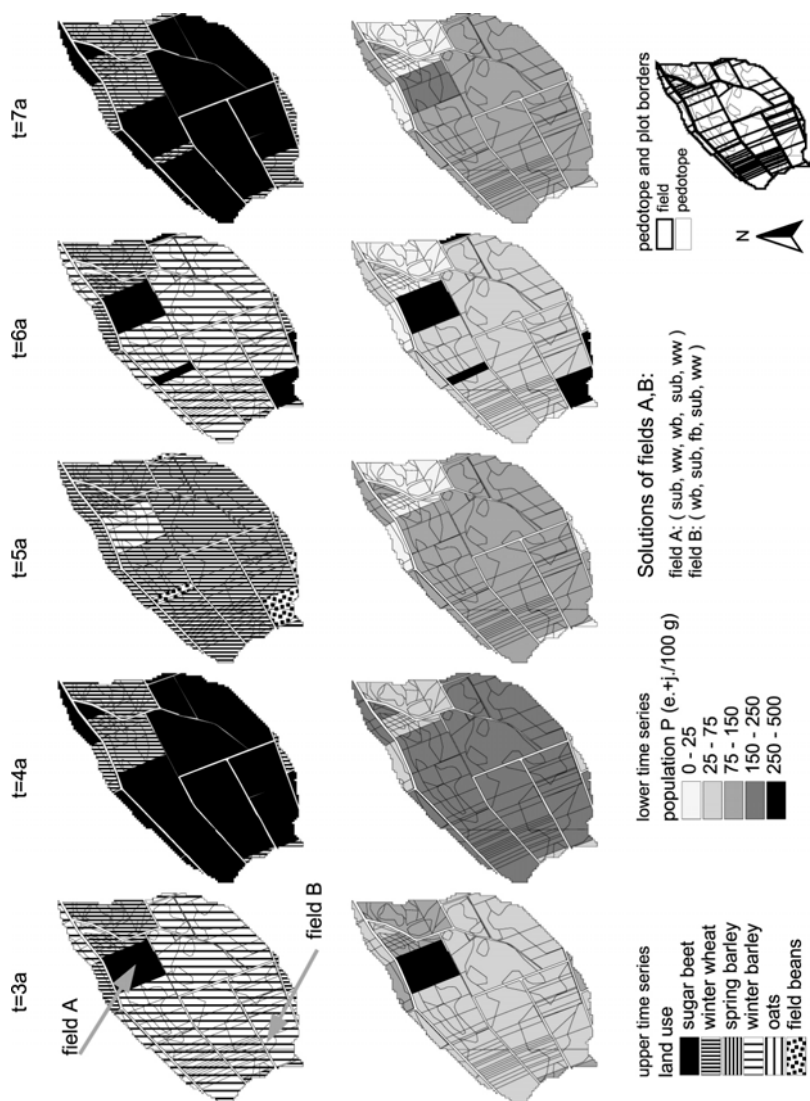 t=3a t=4a t=5a t=6a t=7a
field A
field B
upper time series
land use
sugar beet
winter wheat
spring barley
winter barley
oats
field beans
lower time series
population P (e.+j./100 g)
0 - 25
25 - 75
75 - 150
150 - 250
250 - 500
Solutions of fields A,B:
field A: ( sub, ww, wb, sub, ww )
field B: ( wb, sub, fb, sub, ww )
N
pedotope and plot borders
field
pedotope